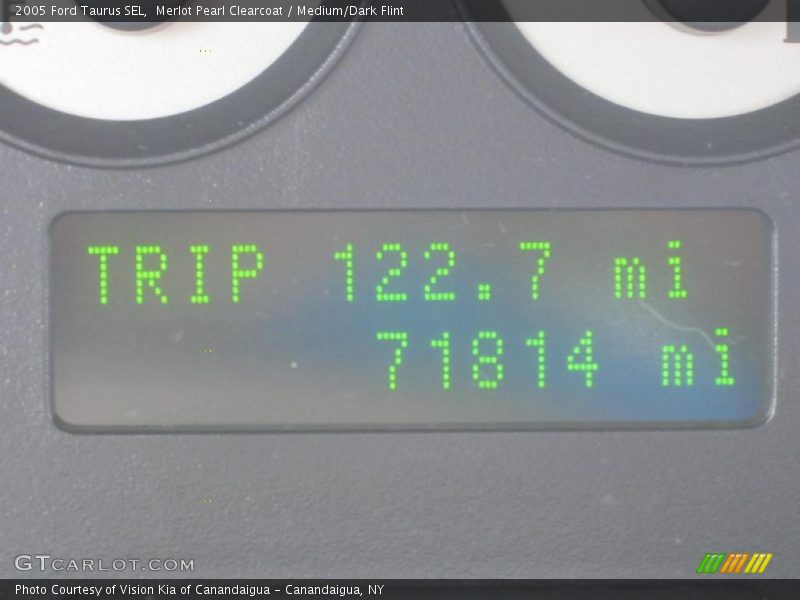 2005 Ford Taurus SEL, Merlot Pearl Clearcoat / Medium/Dark Flint
TRIP 122.7 mi
71814 mi
GTCARLOT.COM
Photo Courtesy of Vision Kia of Canandaigua - Canandaigua, NY